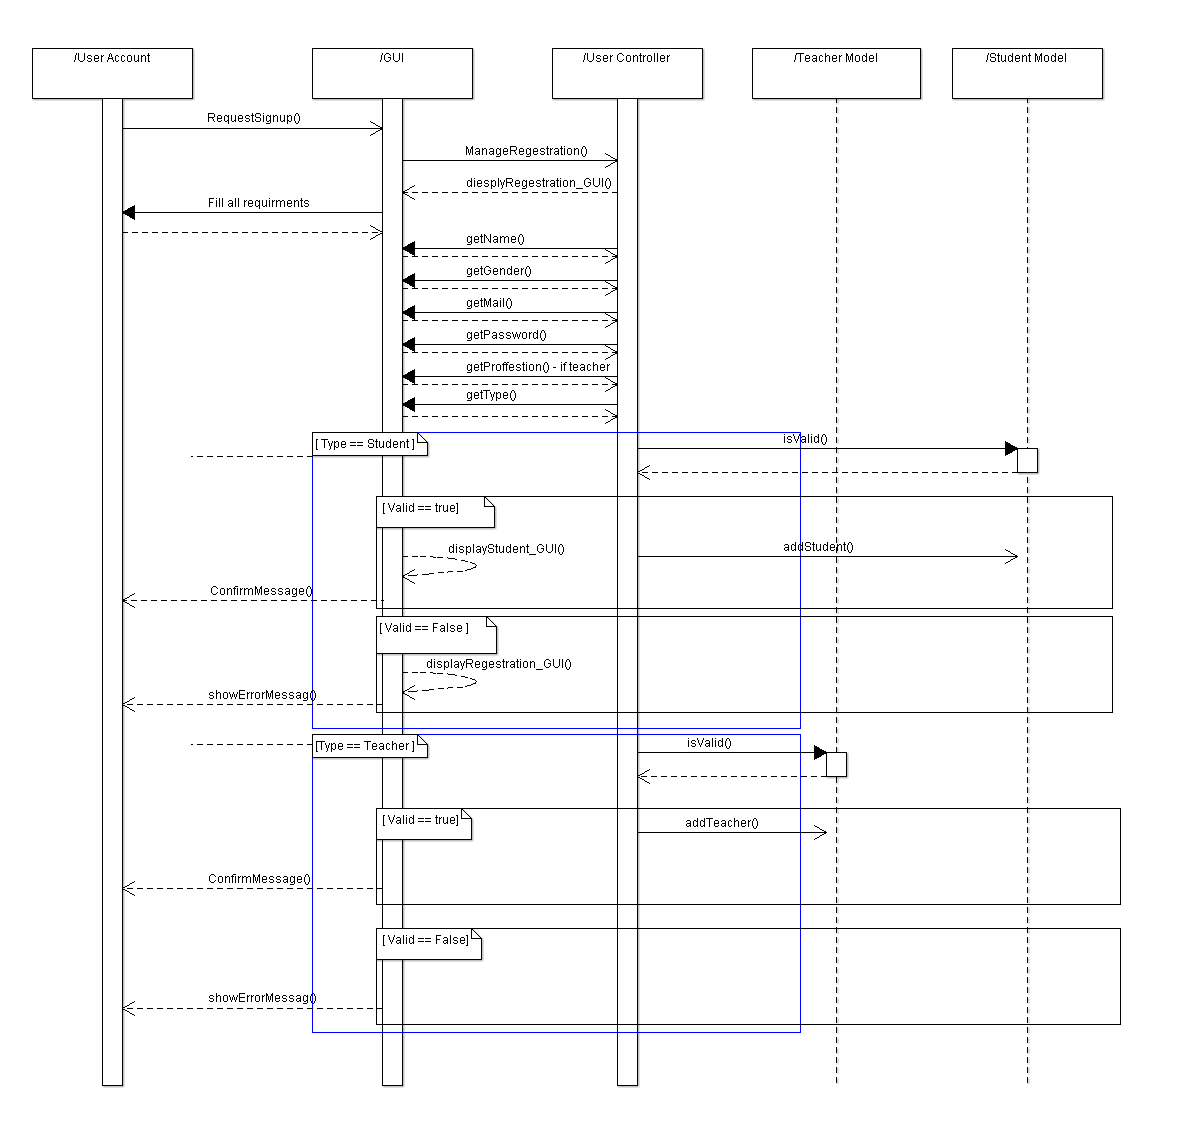 /User Account
/GUI
/User Controller
/Teacher Model
/Student Model
RequestSignup()
ManageRegestration()
diesplyRegestration_GUI()
Fill all requirments
getName()
getGender()
getMail()
getPassword()
getProffestion() - if teacher
getType()
[ Type == Student ]
isValid()
[ Valid == true]
displayStudent_GUI()
addStudent()
ConfirmMessage()
[ Valid == False ]
displayRegestration_GUI()
showErrorMessag()
[Type == Teacher ]
isValid()
[ Valid == true]
addTeacher()
ConfirmMessage()
[ Valid == False]
showErrorMessag()